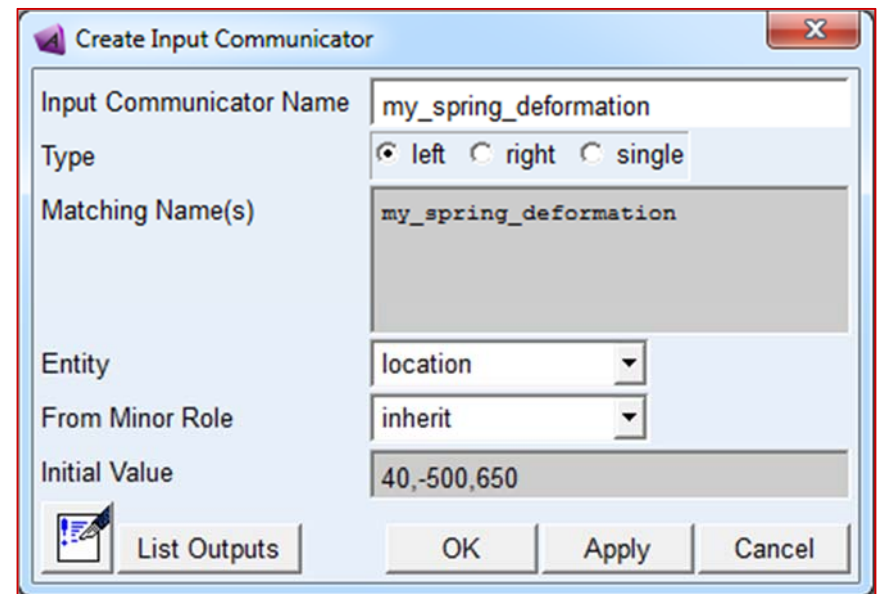 Create Input Communicator
Input Communicator Name my_spring_deformation
Type left right single
Matching Name(s) my_spring_deformation
Entity location
From Minor Role inherit
Initial Value 40,-500,650
List Outputs OK Apply Cancel